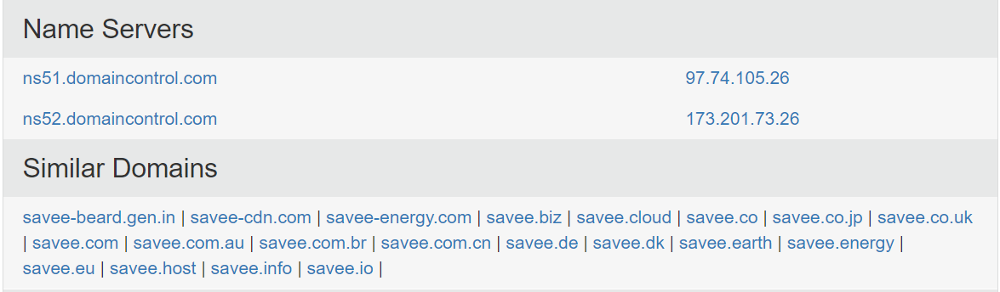 Name Servers
ns51.domaincontrol.com 97.74.105.26
ns52.domaincontrol.com 173.201.73.26
Similar Domains
savee-beard.gen.in | savee-cdn.com | savee-energy.com | savee.biz | savee.cloud | savee.co | savee.co.jp | savee.co.uk
| savee.com | savee.com.au | savee.com.br | savee.com.cn | savee.de | savee.dk | savee.earth | savee.energy |
savee.eu | savee.host | savee.info | savee.io |